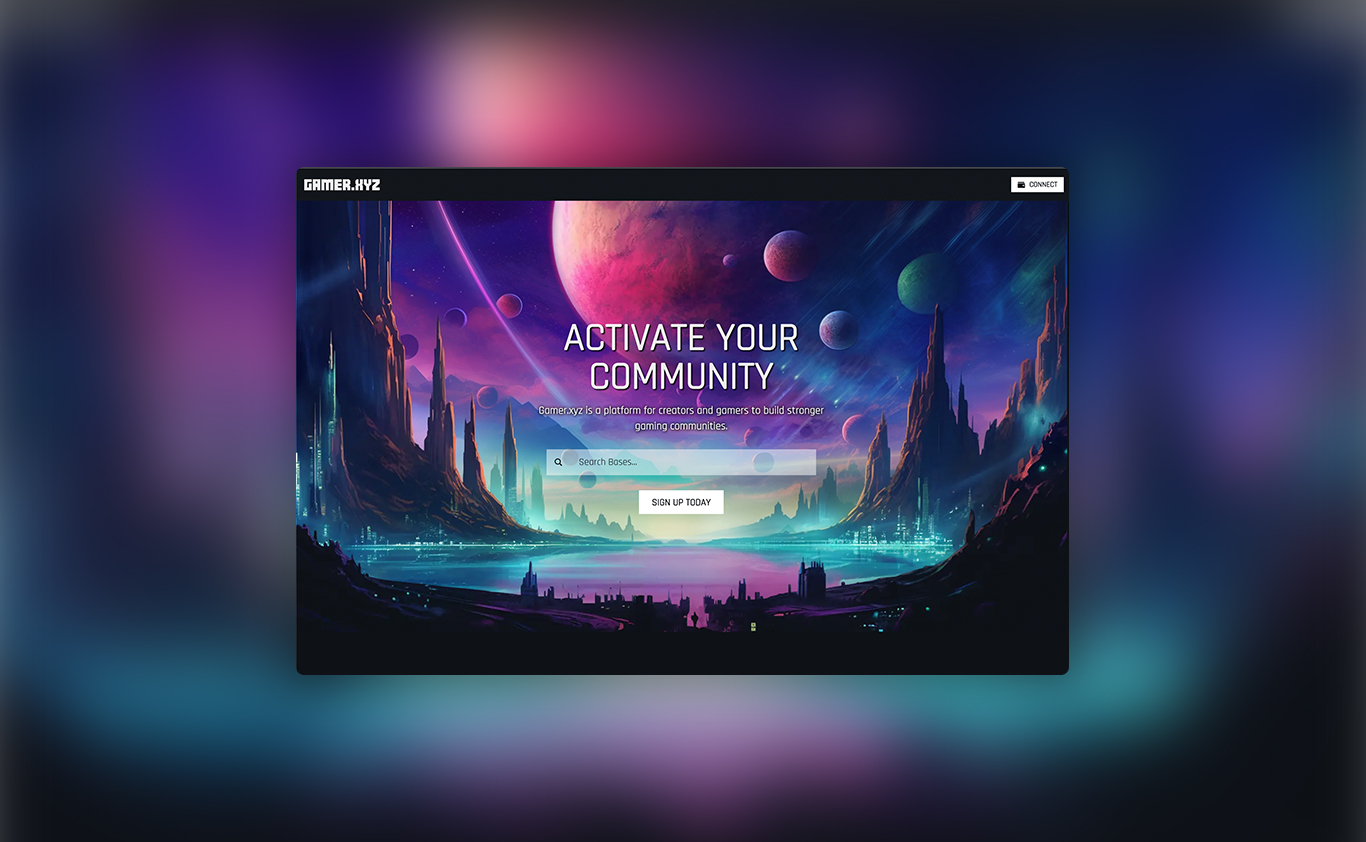 GAMER.XYZ
CONNECT
ACTIVATE YOUR
COMMUNITY
Gamer.xyz is a platform for creators and gamers to build stronger
gaming communities.
Search Bases...
SIGN UP TODAY